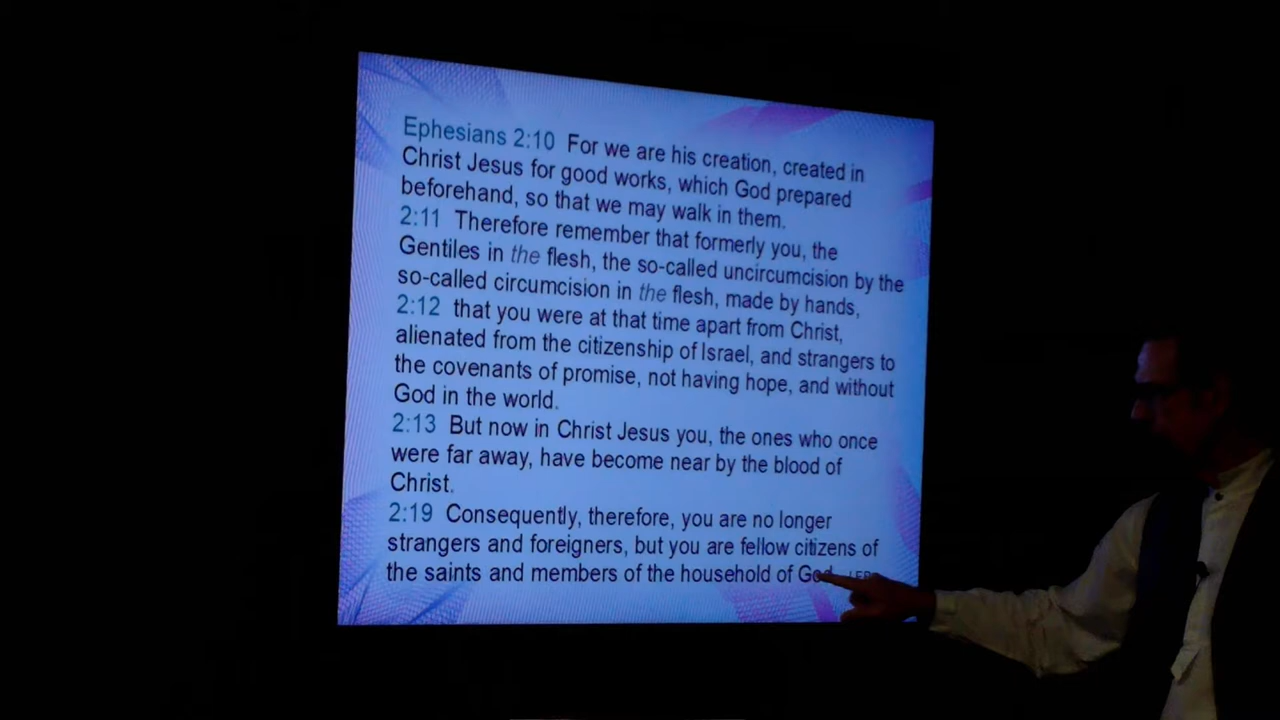 Ephesians 2:10 For we are his creation, created in
Christ Jesus for good works, which God prepared
beforehand, so that we may walk in them.
2:11 Therefore remember that formerly you, the
Gentiles in the flesh, the so-called uncircumcision by the
so-called circumcision in the flesh, made by hands,
2:12 that you were at that time apart from Christ,
alienated from the citizenship of Israel, and strangers to
the covenants of promise, not having hope, and without
God in the world.
2:13 But now in Christ Jesus you, the ones who once
were far away, have become near by the blood of
Christ.
2:19 Consequently, therefore, you are no longer
strangers and foreigners, but you are fellow citizens of
the saints and members of the household of God